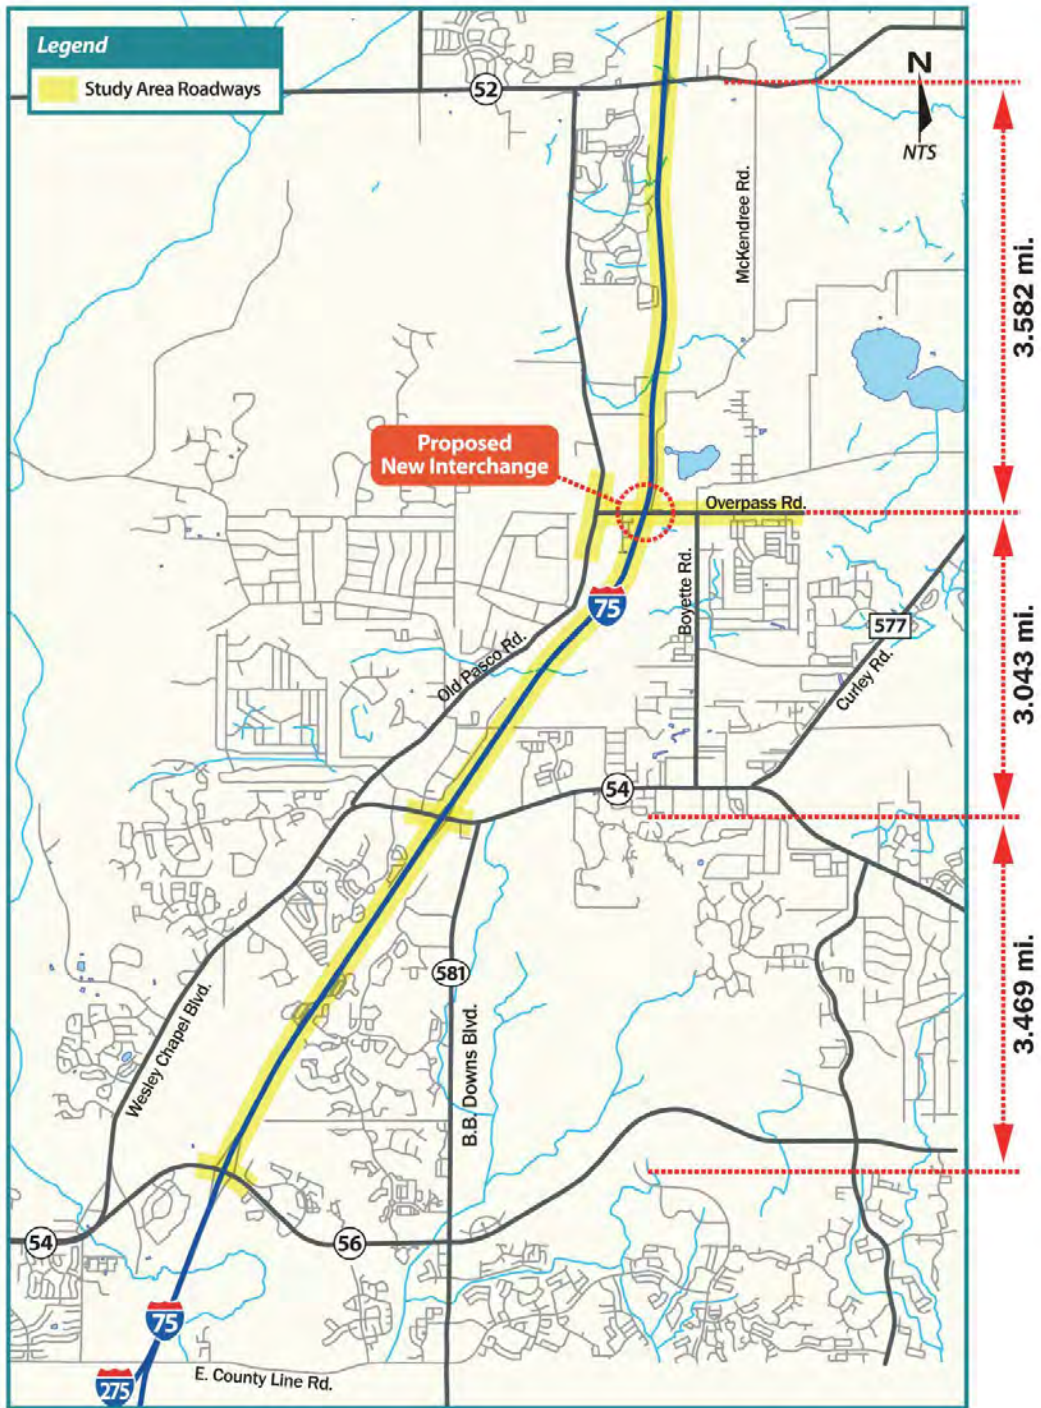 Legend
Study Area Roadways
52
N
NTS
McKendree Rd.
3.582 mi.
Proposed
New Interchange
Overpass Rd.
75
Boyette Rd.
577
Old Pasco Rd.
Curley Rd.
3.043 mi.
54
581
Wesley Chapel Blvd.
B.B. Downs Blvd.
3.469 mi.
54
56
75
275
E. County Line Rd.